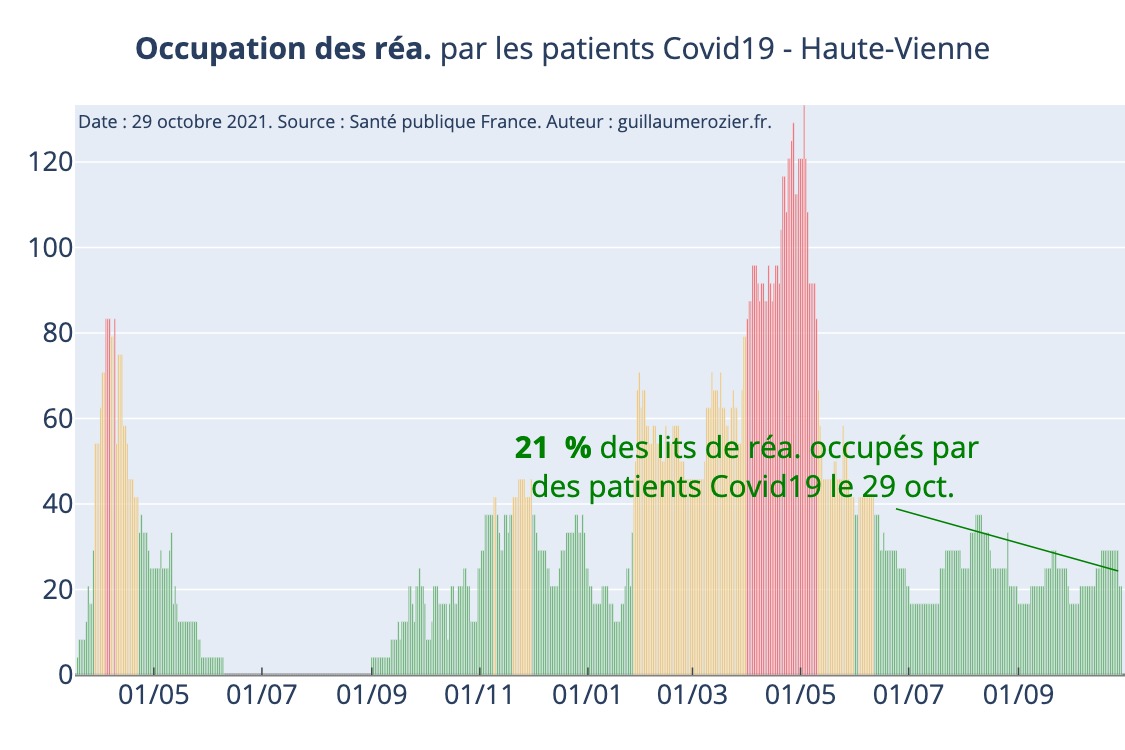 Occupation des réa. par les patients Covid19 - Haute-Vienne
Date : 29 octobre 2021. Source : Santé publique France. Auteur : guillaumerozier.fr.
120
100
80
60
21 % des lits de réa. occupés par
des patients Covid19 le 29 oct.
40
20
0
01/05 01/07 01/09 01/11 01/01 01/03 01/05 01/07 01/09